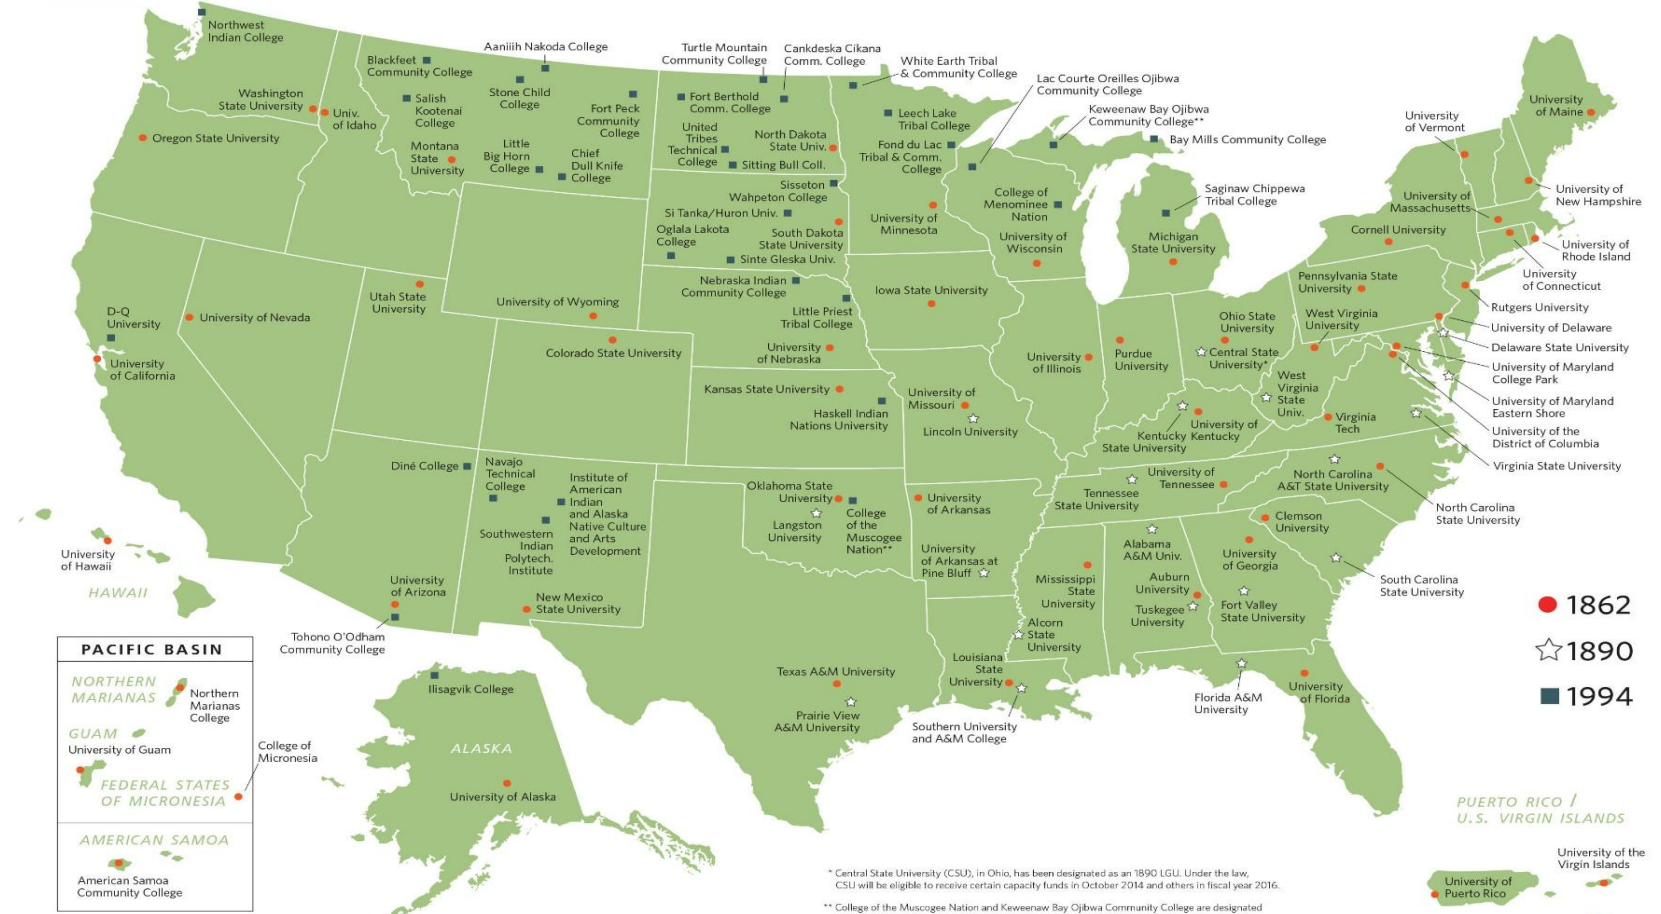 Northwest
Indian College
Washington
State University
Univ.
of Idaho
Oregon State University
Blackfeet
Community College
Salish
Kootenai
College
Montana
State
University
Aaniiih Nakoda College
Stone Child
College
Fort Peck
Community
College
Little
Big Horn
College
Chief
Dull Knife
College
Turtle Mountain
Community College
Cankdeska Cikana
Comm. College
Fort Berthold
Comm. College
United
Tribes
Technical
College
North Dakota
State Univ.
Sitting Bull Coll.
Sisseton
Wahpeton College
Si Tanka/Huron Univ.
Oglala Lakota
College
South Dakota
State University
Sinte Gleska Univ.
White Earth Tribal
& Community College
Leech Lake
Tribal College
Fond du Lac
Tribal & Comm.
College
University of
Minnesota
Lac Courte Oreilles Ojibwa
Community College
Keweenaw Bay Ojibwa
Community College**
Bay Mills Community College
College of
Menominee
Nation
University of
Wisconsin
Saginaw Chippewa
Tribal College
Michigan
State University
University
of Vermont
University
of Maine
University of
New Hampshire
University of
Massachusetts
Cornell University
University of
Rhode Island
University
of Connecticut
Pennsylvania State
University
Rutgers University
University of Delaware
Delaware State University
University of Maryland
College Park
University of Maryland
Eastern Shore
University of the
District of Columbia
Virginia State University
D-Q
University
University
of California
University of Nevada
Utah State
University
University of Wyoming
Colorado State University
Nebraska Indian
Community College
Little Priest
Tribal College
University
of Nebraska
Iowa State University
Kansas State University
Haskell Indian
Nations University
University of
Missouri
Lincoln University
University
of Illinois
Purdue
University
Ohio State
University
Central State
University*
West Virginia
University
West
Virginia
State
Univ.
Virginia
Tech
University of
Kentucky
Kentucky
State University
University of
Tennessee
Tennessee
State University
North Carolina
A&T State University
North Carolina
State University
Clemson
University
South Carolina
State University
Diné College
Navajo
Technical
College
Institute of
American
Indian
and Alaska
Native Culture
and Arts
Development
Southwestern
Indian
Polytech.
Institute
New Mexico
State University
University
of Arizona
Tohono O'Odham
Community College
Oklahoma State
University
Langston
University
College
of the
Muscogee
Nation**
University
of Arkansas
University
of Arkansas at
Pine Bluff
Mississippi
State
University
Alcorn
State
University
Alabama
A&M Univ.
Auburn
University
Tuskegee
University
University
of Georgia
Fort Valley
State University
Louisiana
State
University
Southern University
and A&M College
Florida A&M
University
University
of Florida
Texas A&M University
Prairie View
A&M University
University
of Hawaii
HAWAII
PACIFIC BASIN
NORTHERN
MARIANAS
Northern
Marianas
College
GUAM
University of Guam
FEDERAL STATES
OF MICRONESIA
College of
Micronesia
AMERICAN SAMOA
American Samoa
Community College
Ilisagvik College
ALASKA
University of Alaska
1862
1890
1994
PUERTO RICO /
U.S. VIRGIN ISLANDS
University of the
Virgin Islands
University of
Puerto Rico
* Central State University (CSU), in Ohio, has been designated as an 1890 LGU. Under the law,
CSU will be eligible to receive certain capacity funds in October 2014 and others in fiscal year 2016.
** College of the Muscogee Nation and Keweenaw Bay Ojibwa Community College are designated